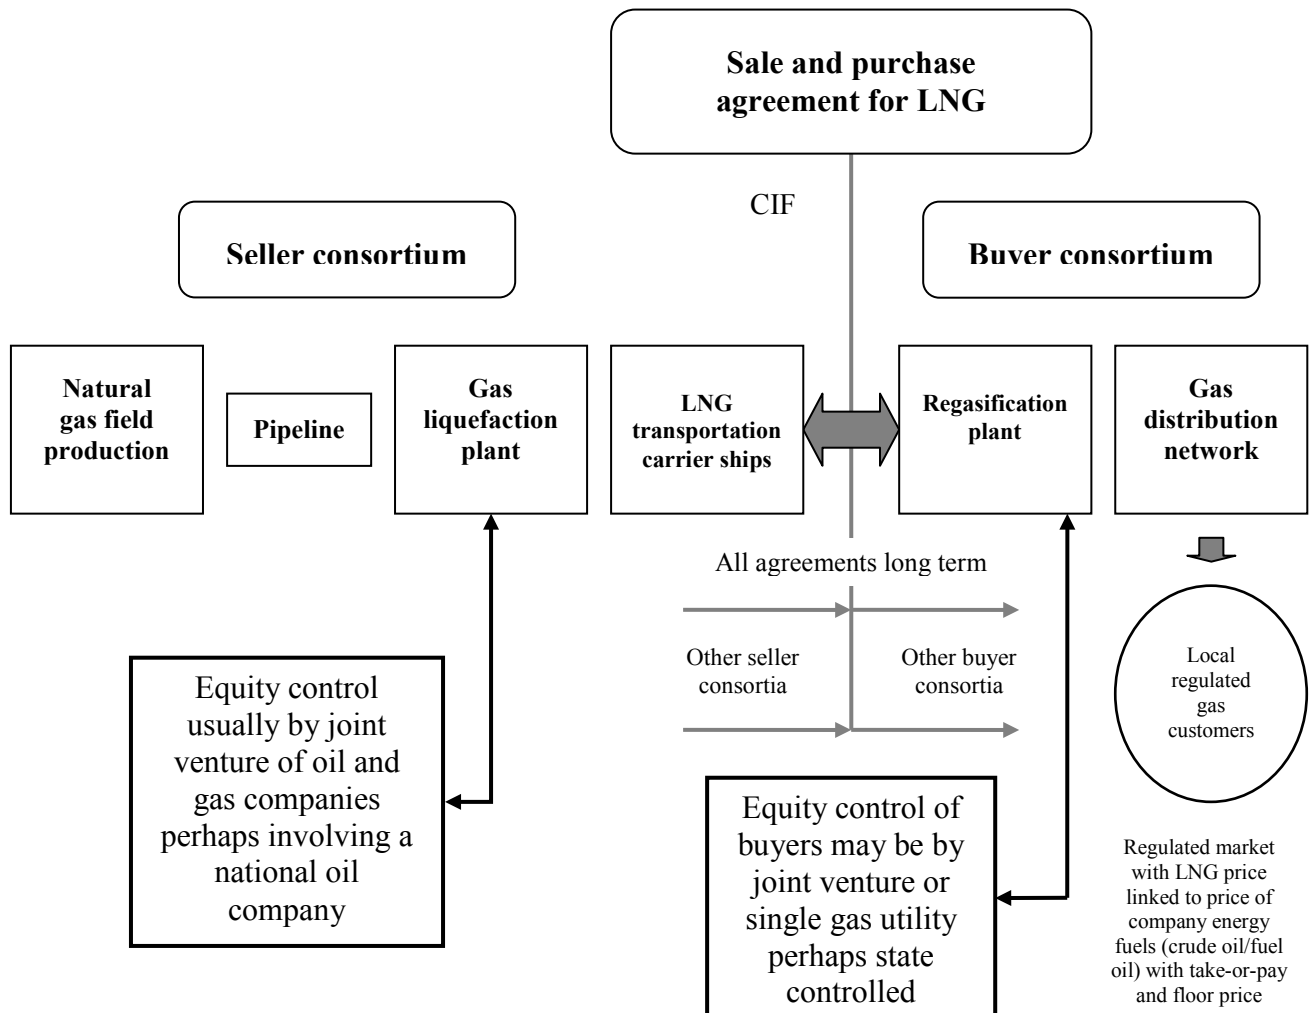 Sale and purchase
agreement for LNG
CIF
Seller consortium
Buyer consortium
Natural
gas field
production
Pipeline
Gas
liquefaction
plant
LNG
transportation
carrier ships
Regasification
plant
Gas
distribution
network
All agreements long term
Other seller
consortia
Other buyer
consortia
Local
regulated
gas
customers
Equity control
usually by joint
venture of oil and
gas companies
perhaps involving a
national oil
company
Equity control of
buyers may be by
joint venture or
single gas utility
perhaps state
controlled
Regulated market
with LNG price
linked to price of
company energy
fuels (crude oil/fuel
oil) with take-or-pay
and floor price